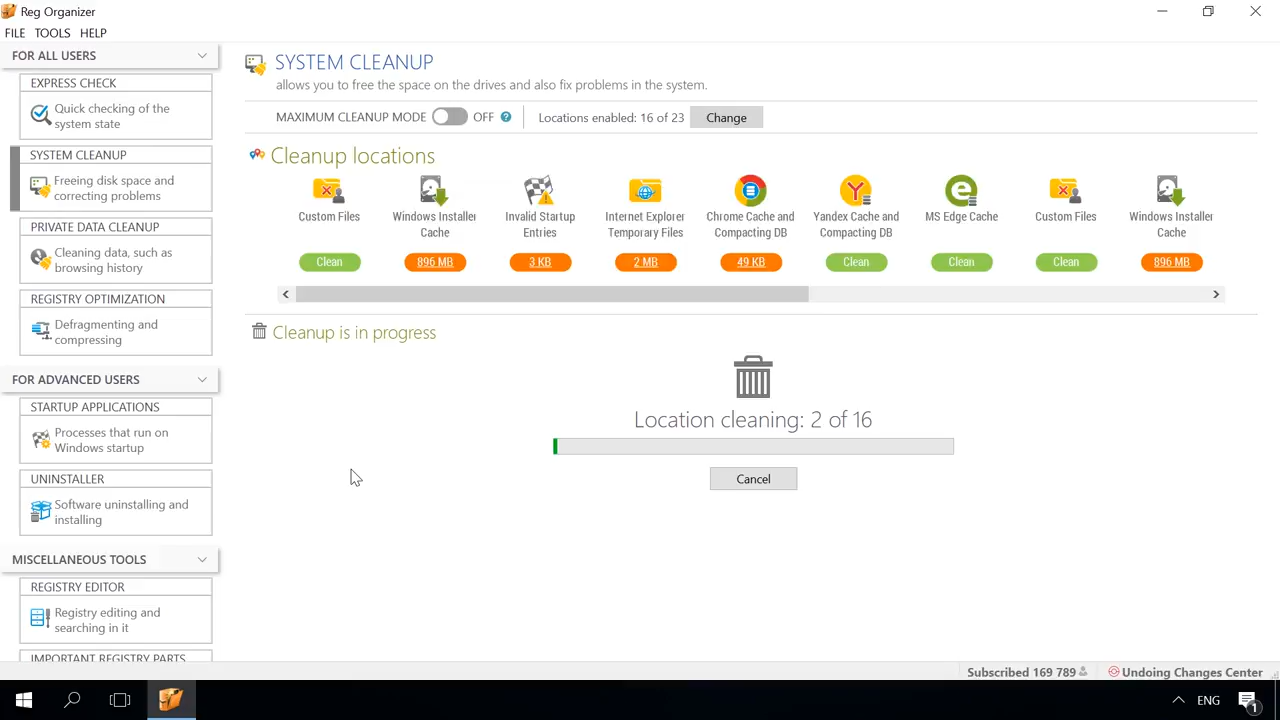 Reg Organizer
FILE TOOLS HELP
FOR ALL USERS
EXPRESS CHECK
Quick checking of the
system state
SYSTEM CLEANUP
Freeing disk space and
correcting problems
PRIVATE DATA CLEANUP
Cleaning data, such as
browsing history
REGISTRY OPTIMIZATION
Defragmenting and
compressing
FOR ADVANCED USERS
STARTUP APPLICATIONS
Processes that run on
Windows startup
UNINSTALLER
Software uninstalling and
installing
MISCELLANEOUS TOOLS
REGISTRY EDITOR
Registry editing and
searching in it
IMPORTANT REGISTRY PARTS
SYSTEM CLEANUP
allows you to free the space on the drives and also fix problems in the system.
MAXIMUM CLEANUP MODE OFF ? Locations enabled: 16 of 23 Change
Cleanup locations
Custom Files
Clean
Windows Installer
Cache
896 MB
Invalid Startup
Entries
3 KB
Internet Explorer
Temporary Files
2 MB
Chrome Cache and
Compacting DB
49 KB
Yandex Cache and
Compacting DB
Clean
MS Edge Cache
Clean
Custom Files
Clean
Windows Installer
Cache
896 MB
Cleanup is in progress
Location cleaning: 2 of 16
Cancel
Subscribed 169 789 Undoing Changes Center
ENG 1